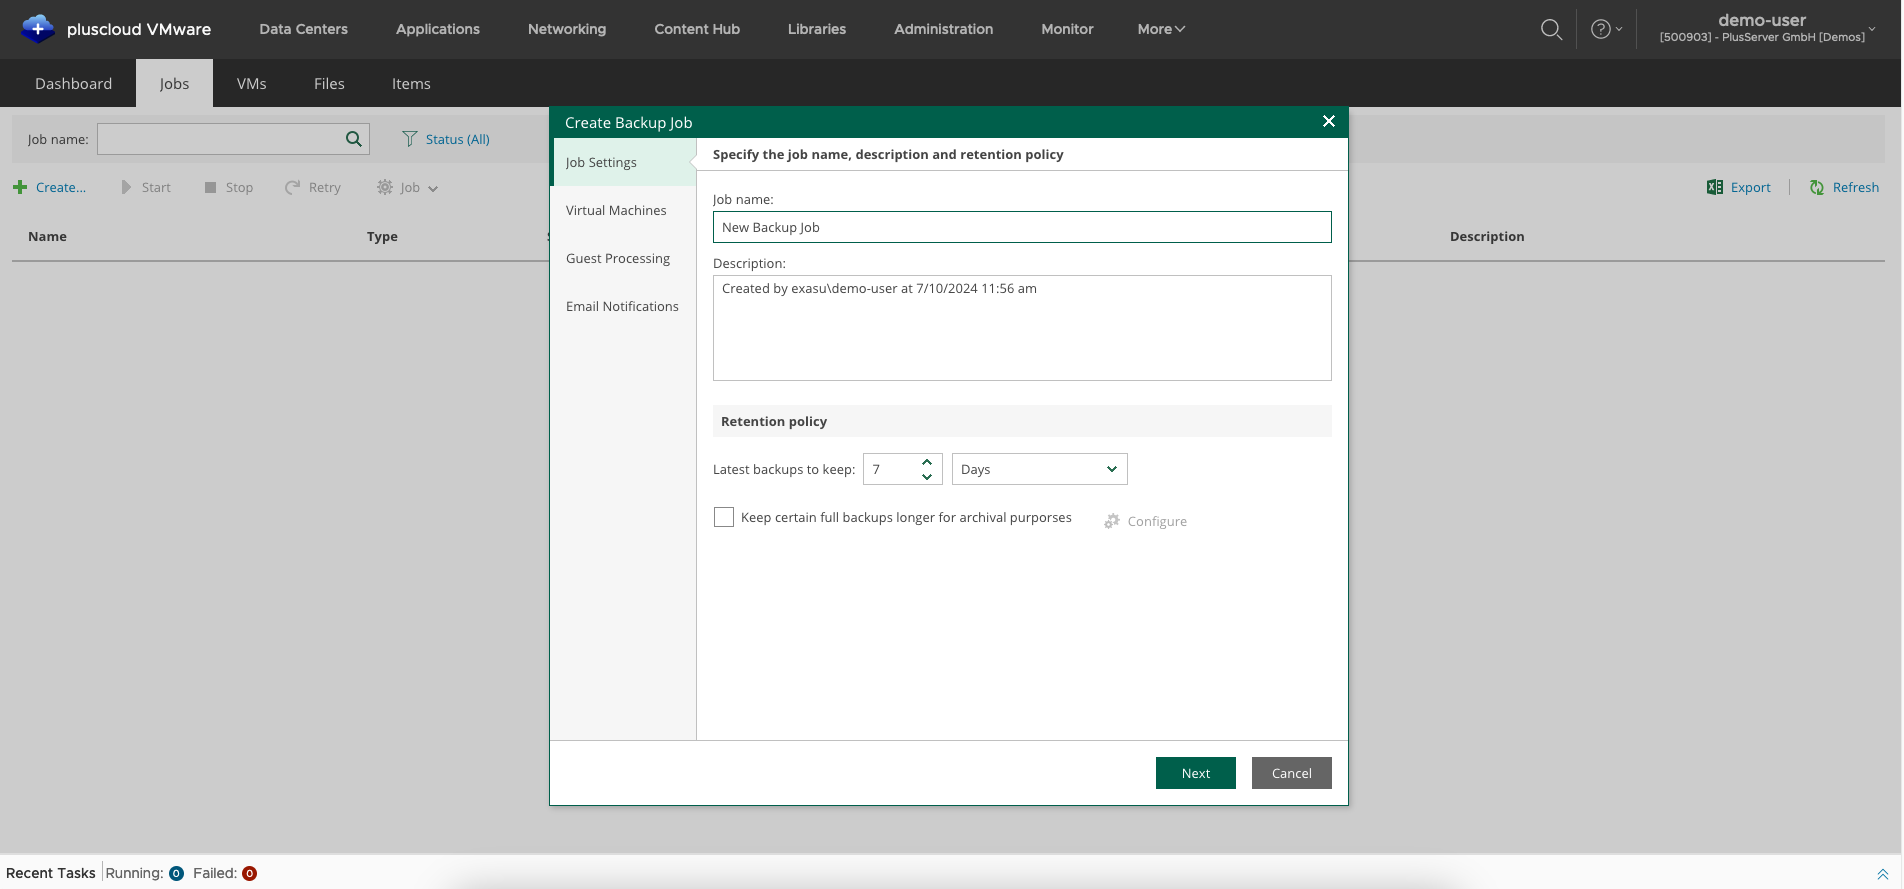 pluscloud VMware Data Centers Applications Networking Content Hub Libraries Administration Monitor More demo-user
[500903] - PlusServer GmbH [Demos]
Dashboard Jobs VMs Files Items
Create Backup Job
Job name: Status (All)
Job Settings
Specify the job name, description and retention policy
Create... Start Stop Retry Job Export Refresh
Job name:
Virtual Machines
New Backup Job
Name Type Description
Guest Processing
Description:
Created by exasu\demo-user at 7/10/2024 11:56 am
Email Notifications
Retention policy
Latest backups to keep: 7 Days
Keep certain full backups longer for archival purporses Configure
Next Cancel
Recent Tasks Running: 0 Failed: 0